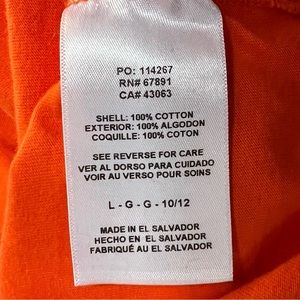 PO: 114267
RN# 67891
CA# 43063
SHELL: 100% COTTON
EXTERIOR: 100% ALGODON
COQUILLE: 100% COTON
SEE REVERSE FOR CARE
VER AL DORSO PARA CUIDADO
VOIR AU VERSO POUR SOINS
L - G - G - 10/12
MADE IN EL SALVADOR
HECHO EN EL SALVADOR
FABRIQUÉ AU EL SALVADOR